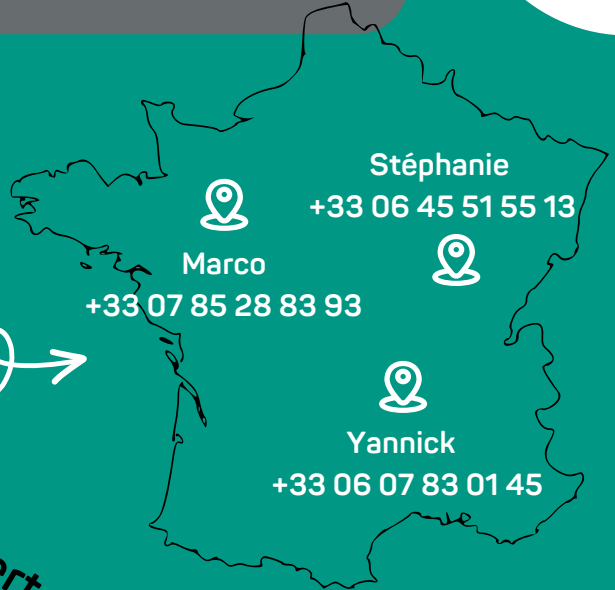 Stéphanie
+33 06 45 51 55 13
Marco
+33 07 85 28 83 93
Yannick
+33 06 07 83 01 45